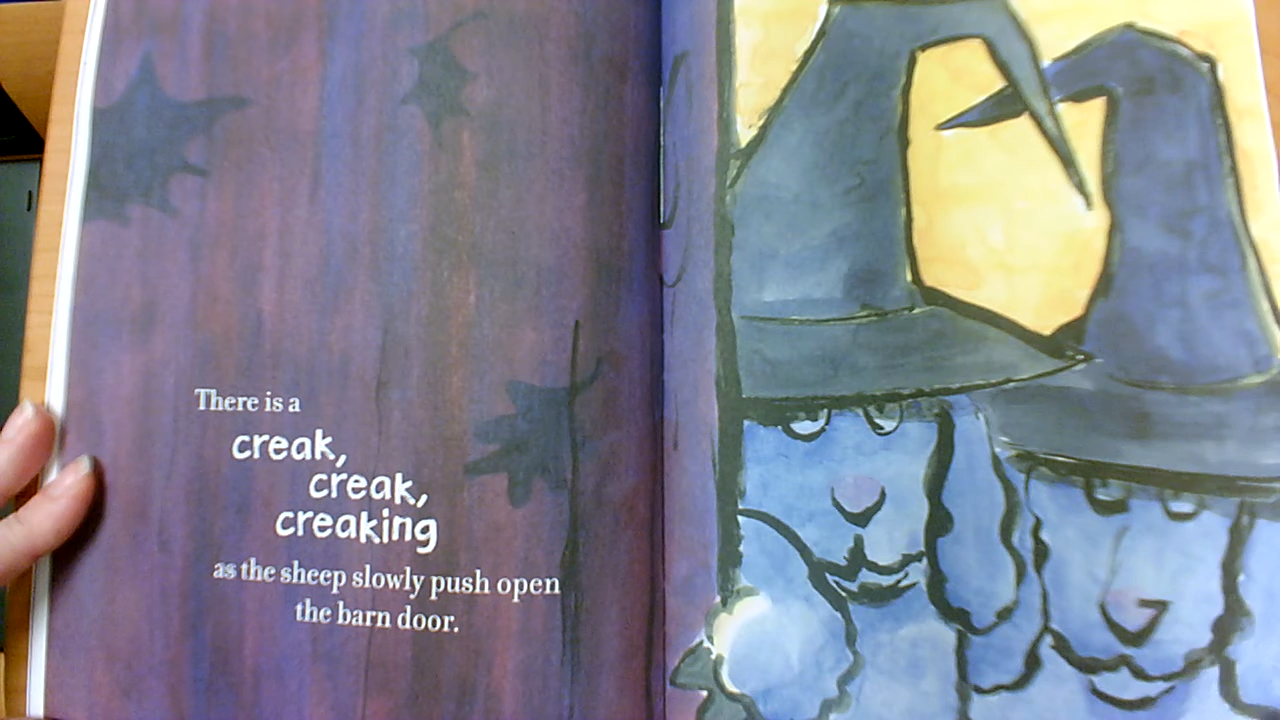 There is a
creak,
creak,
creaking
as the sheep slowly push open
the barn door.